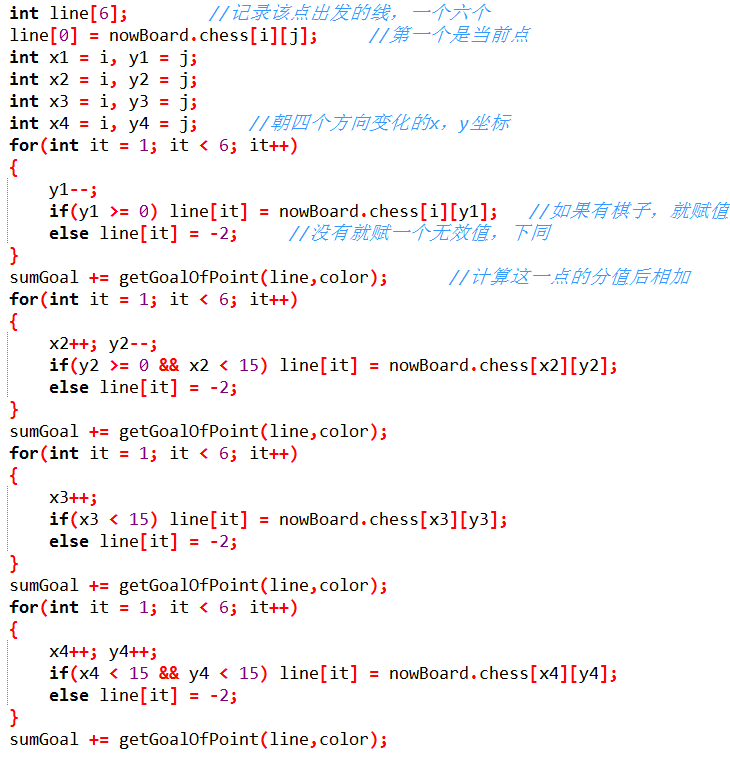 int line[6];        //记录该点出发的线，一个六个
line[0] = nowBoard.chess[i][j];     //第一个是当前点
int x1 = i, y1 = j;
int x2 = i, y2 = j;
int x3 = i, y3 = j;
int x4 = i, y4 = j;     //朝四个方向变化的x，y坐标
for(int it = 1; it < 6; it++)
{
    y1--;
    if(y1 >= 0) line[it] = nowBoard.chess[i][y1];   //如果有棋子，就赋值
    else line[it] = -2;     //没有就赋一个无效值，下同
}
sumGoal += getGoalOfPoint(line,color);      //计算这一点的分值后相加
for(int it = 1; it < 6; it++)
{
    x2++; y2--;
    if(y2 >= 0 && x2 < 15) line[it] = nowBoard.chess[x2][y2];
    else line[it] = -2;
}
sumGoal += getGoalOfPoint(line,color);
for(int it = 1; it < 6; it++)
{
    x3++;
    if(x3 < 15) line[it] = nowBoard.chess[x3][y3];
    else line[it] = -2;
}
sumGoal += getGoalOfPoint(line,color);
for(int it = 1; it < 6; it++)
{
    x4++; y4++;
    if(x4 < 15 && y4 < 15) line[it] = nowBoard.chess[x4][y4];
    else line[it] = -2;
}
sumGoal += getGoalOfPoint(line,color);